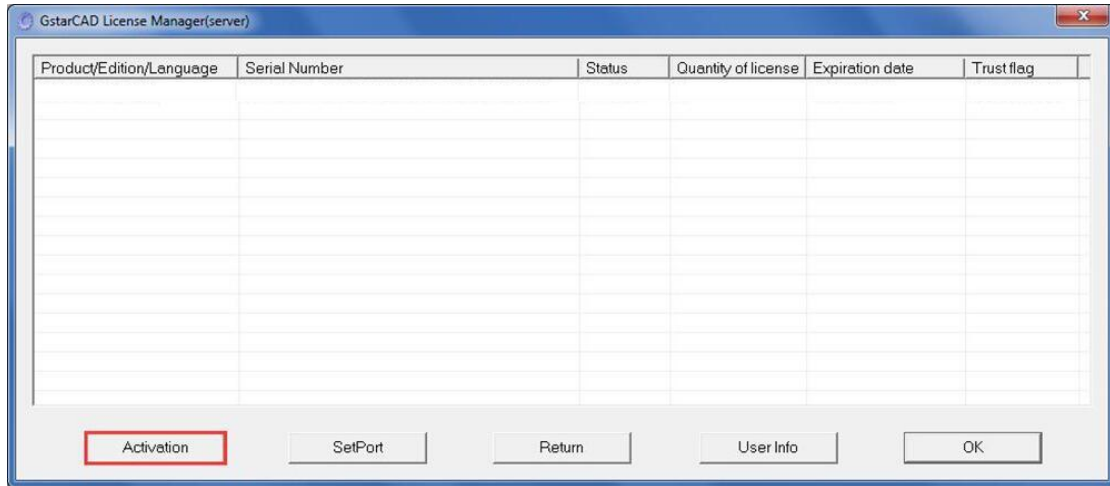 GstarCAD License Manager(server)
Product/Edition/Language Serial Number Status Quantity of license Expiration date Trust flag
Activation SetPort Return User Info OK